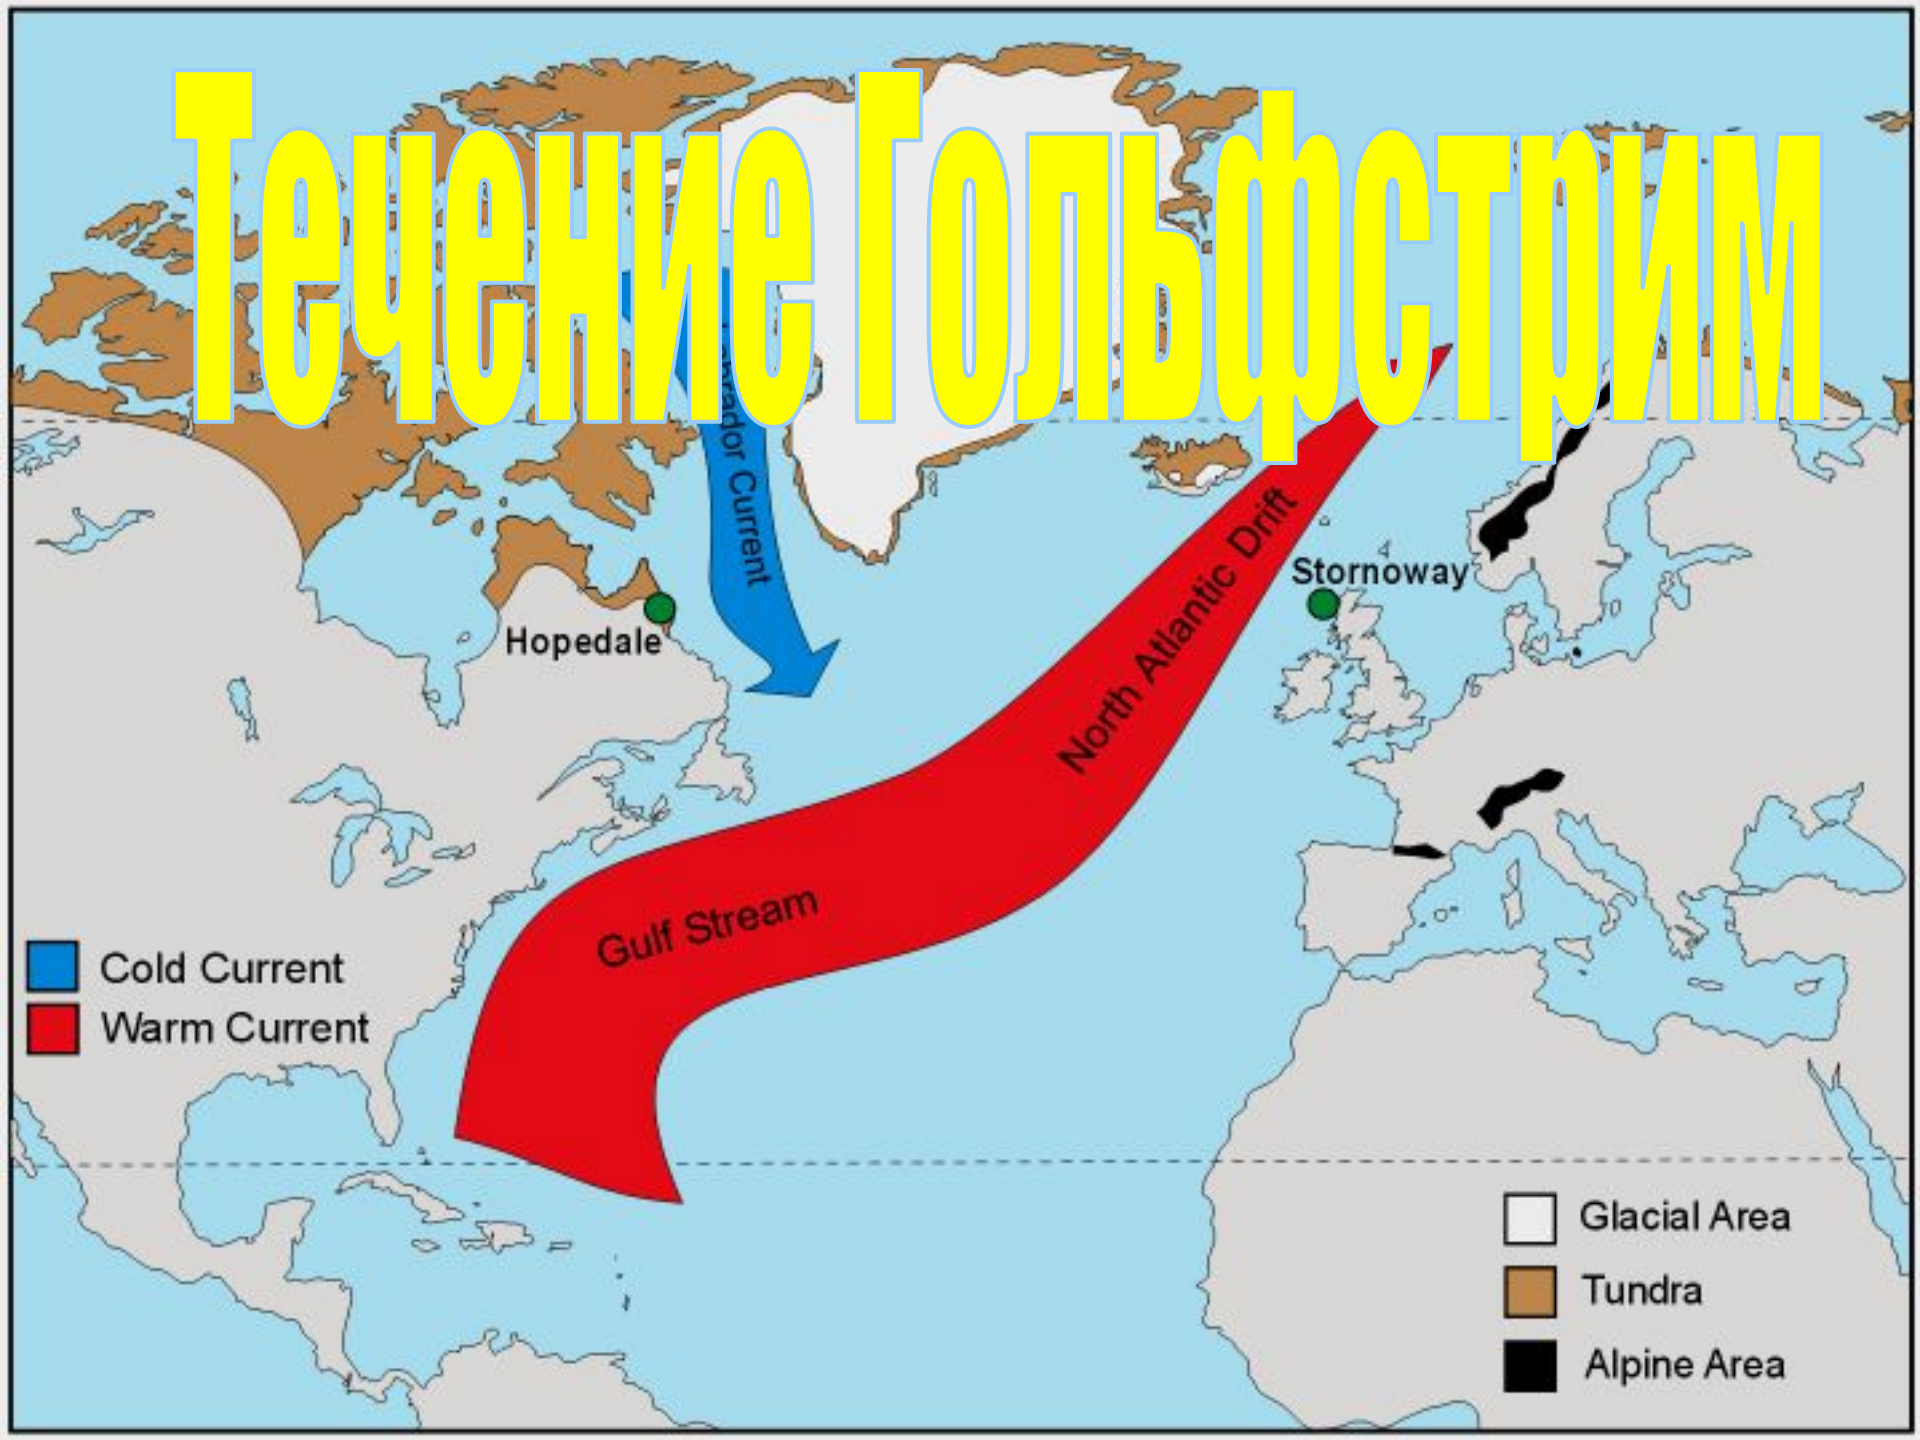 Течение Гольфстрим
Current
North Atlantic Drift
Stornoway
Hopedale
Gulf Stream
Cold Current
Warm Current
Glacial Area
Tundra
Alpine Area